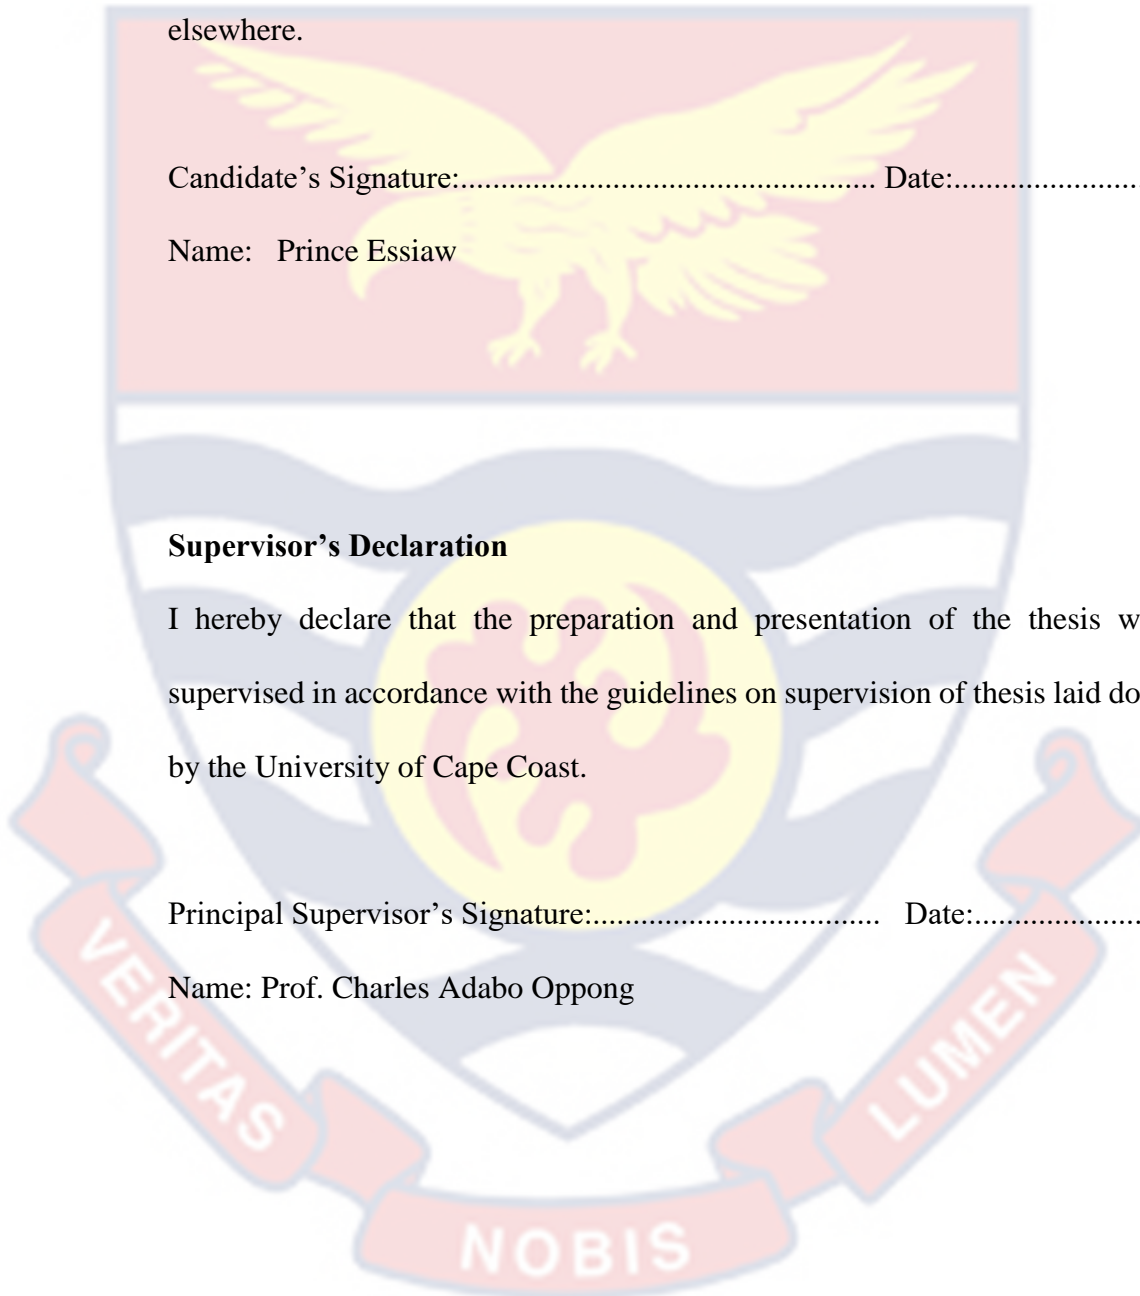 elsewhere.
Candidate’s Signature:.................................................... Date:........................
Name: Prince Essiaw
Supervisor’s Declaration
I hereby declare that the preparation and presentation of the thesis w
supervised in accordance with the guidelines on supervision of thesis laid do
by the University of Cape Coast.
Principal Supervisor’s Signature:.................................... Date:.....................
Name: Prof. Charles Adabo Oppong
VERITAS
NOBIS
LUMEN